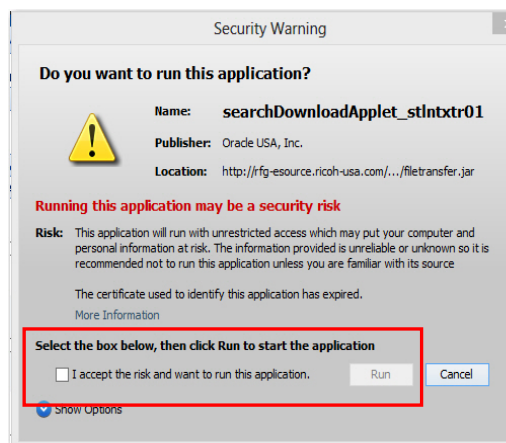 Security Warning
Do you want to run this application?
Name: searchDownloadApplet_stlntxtr01
Publisher: Oracle USA, Inc.
Location: http://rfg-esource.ricoh-usa.com/.../filetransfer.jar
Running this application may be a security risk
Risk: This application will run with unrestricted access which may put your computer and
personal information at risk. The information provided is unreliable or unknown so it is
recommended not to run this application unless you are familiar with its source
The certificate used to identify this application has expired.
More Information
Select the box below, then click Run to start the application
I accept the risk and want to run this application. Run Cancel
Show Options